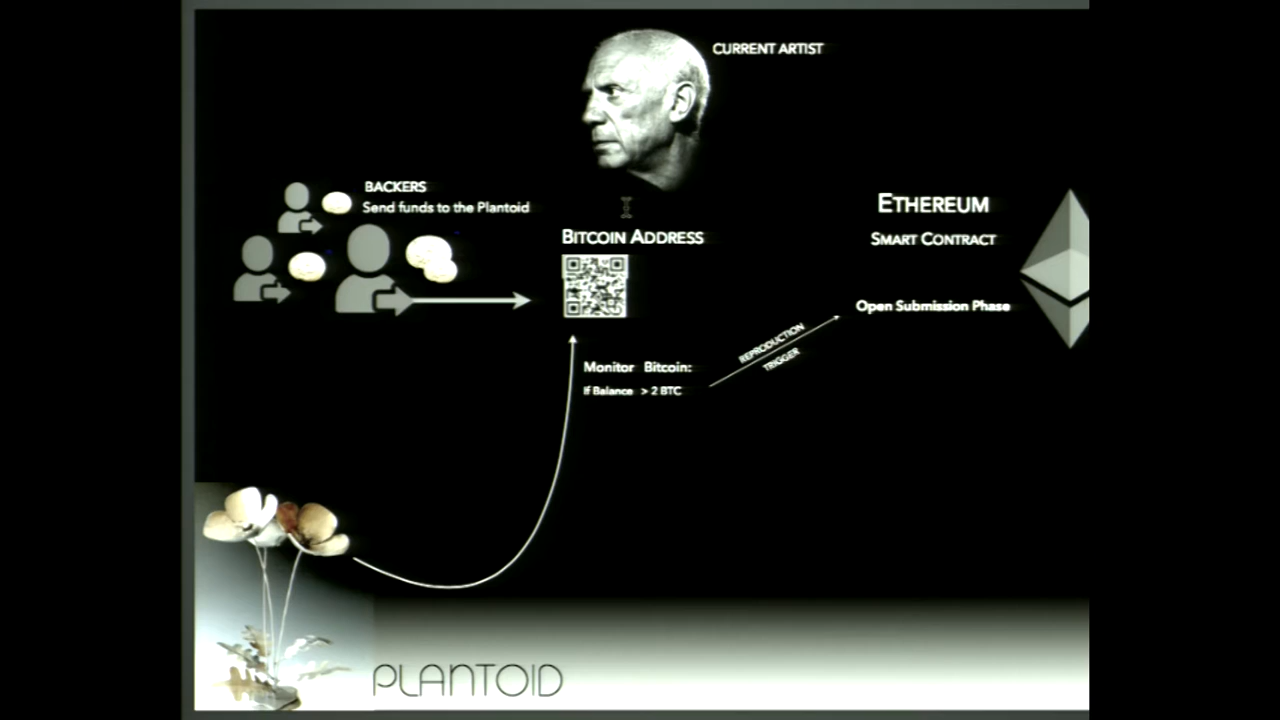 CURRENT ARTIST
BACKERS
Send funds to the Plantoid
BITCOIN ADDRESS
ETHEREUM
SMART CONTRACT
Open Submission Phase
REPRODUCTION
TRIGGER
Monitor Bitcoin:
If Balance > 2 BTC
PLANTOID